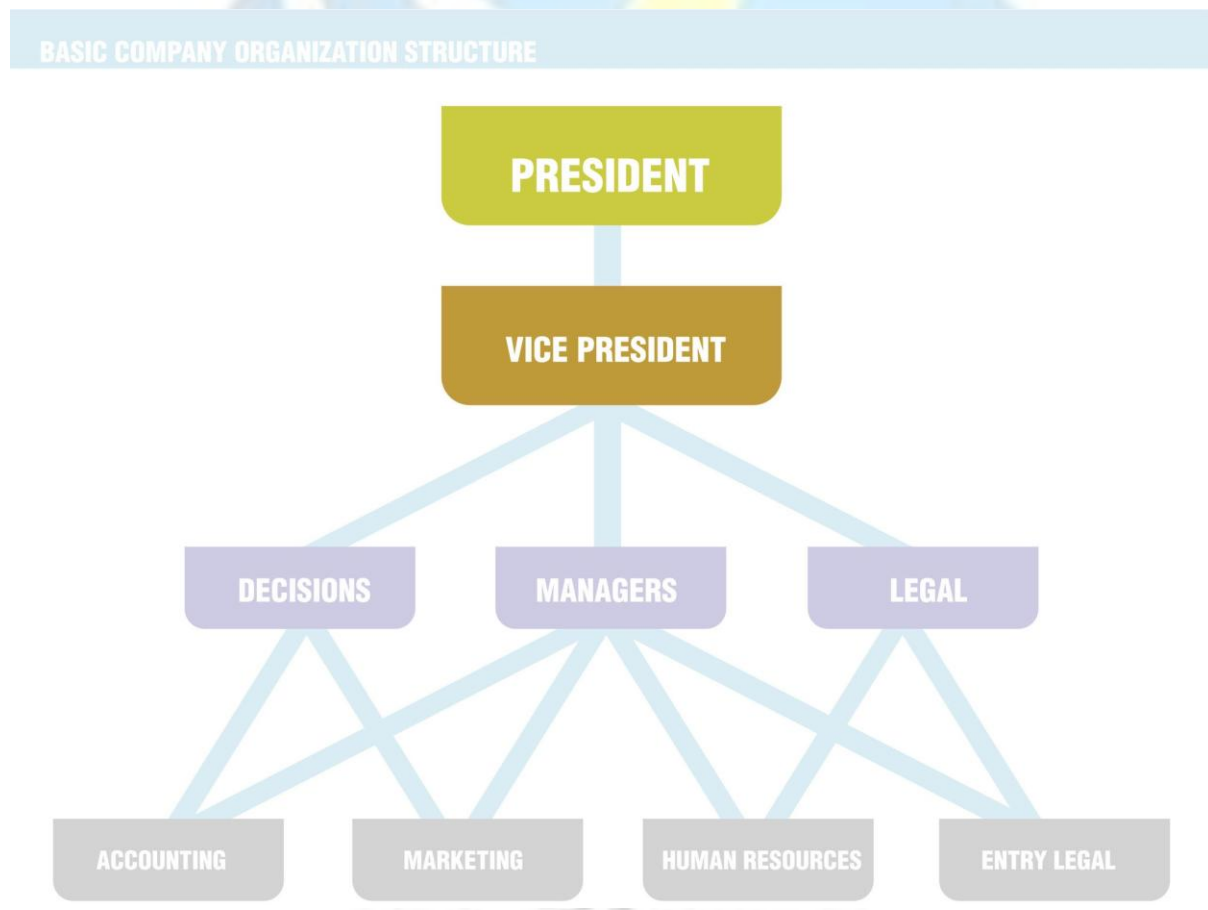 BASIC COMPANY ORGANIZATION STRUCTURE
PRESIDENT
VICE PRESIDENT
DECISIONS
MANAGERS
LEGAL
ACCOUNTING
MARKETING
HUMAN RESOURCES
ENTRY LEGAL